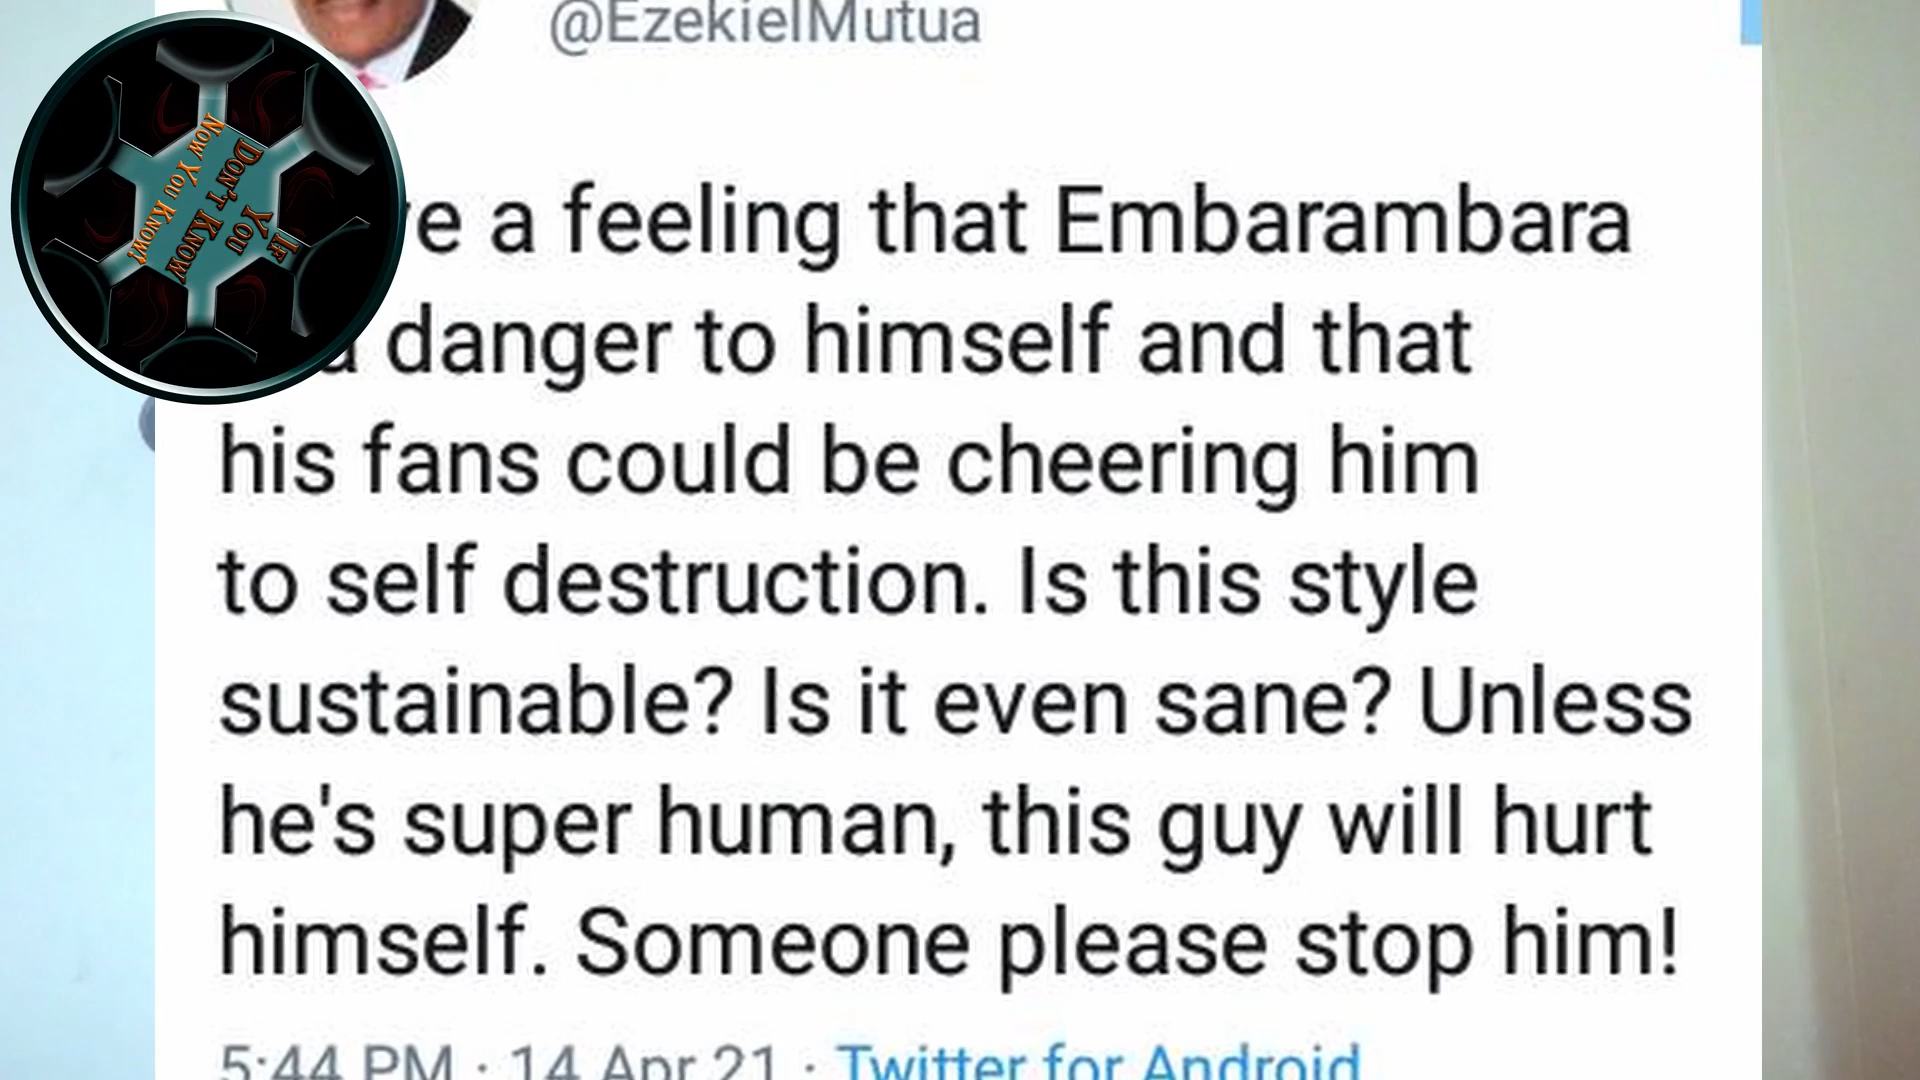 @EzekielMutua
If
You
Don't Know
Now You Know!
a feeling that Embarambara
danger to himself and that
his fans could be cheering him
to self destruction. Is this style
sustainable? Is it even sane? Unless
he's super human, this guy will hurt
himself. Someone please stop him!
5:44 PM · 14 Apr 21 · Twitter for Android